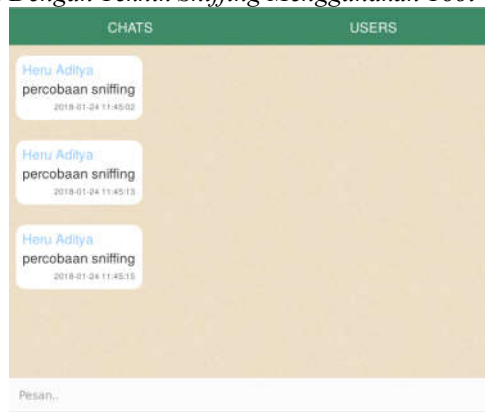 Dengan Teknik Sniffing Menggunakan Tool
CHATS USERS
Heru Aditya
percobaan sniffing
2018-01-24 11:45:02
Heru Aditya
percobaan sniffing
2018-01-24 11:45:13
Heru Aditya
percobaan sniffing
2018-01-24 11:45:15
Pesan..